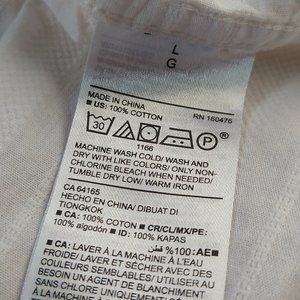 L
G
MADE IN CHINA RN 160476
■ US: 100% COTTON
30 P
1166
MACHINE WASH COLD/ WASH AND
DRY WITH LIKE COLORS/ ONLY NON-
CHLORINE BLEACH WHEN NEEDED/
TUMBLE DRY LOW/ WARM IRON
CA 64165
HECHO EN CHINA/ DIBUAT DI
TIONGKOK
■ CA: 100% COTON ■ CR/CL/MX/PE:
100% algodón ■ ID: 100% KAPAS
■ AE: %100 قطن
■ CA: LAVER À LA MACHINE À L'EAU
FROIDE/ LAVER ET SÉCHER AVEC DES
COULEURS SEMBLABLES/ UTILISER AU
BESOIN UN AGENT DE BLANCHIMENT
SANS CHLORE UNIQUEMENT/